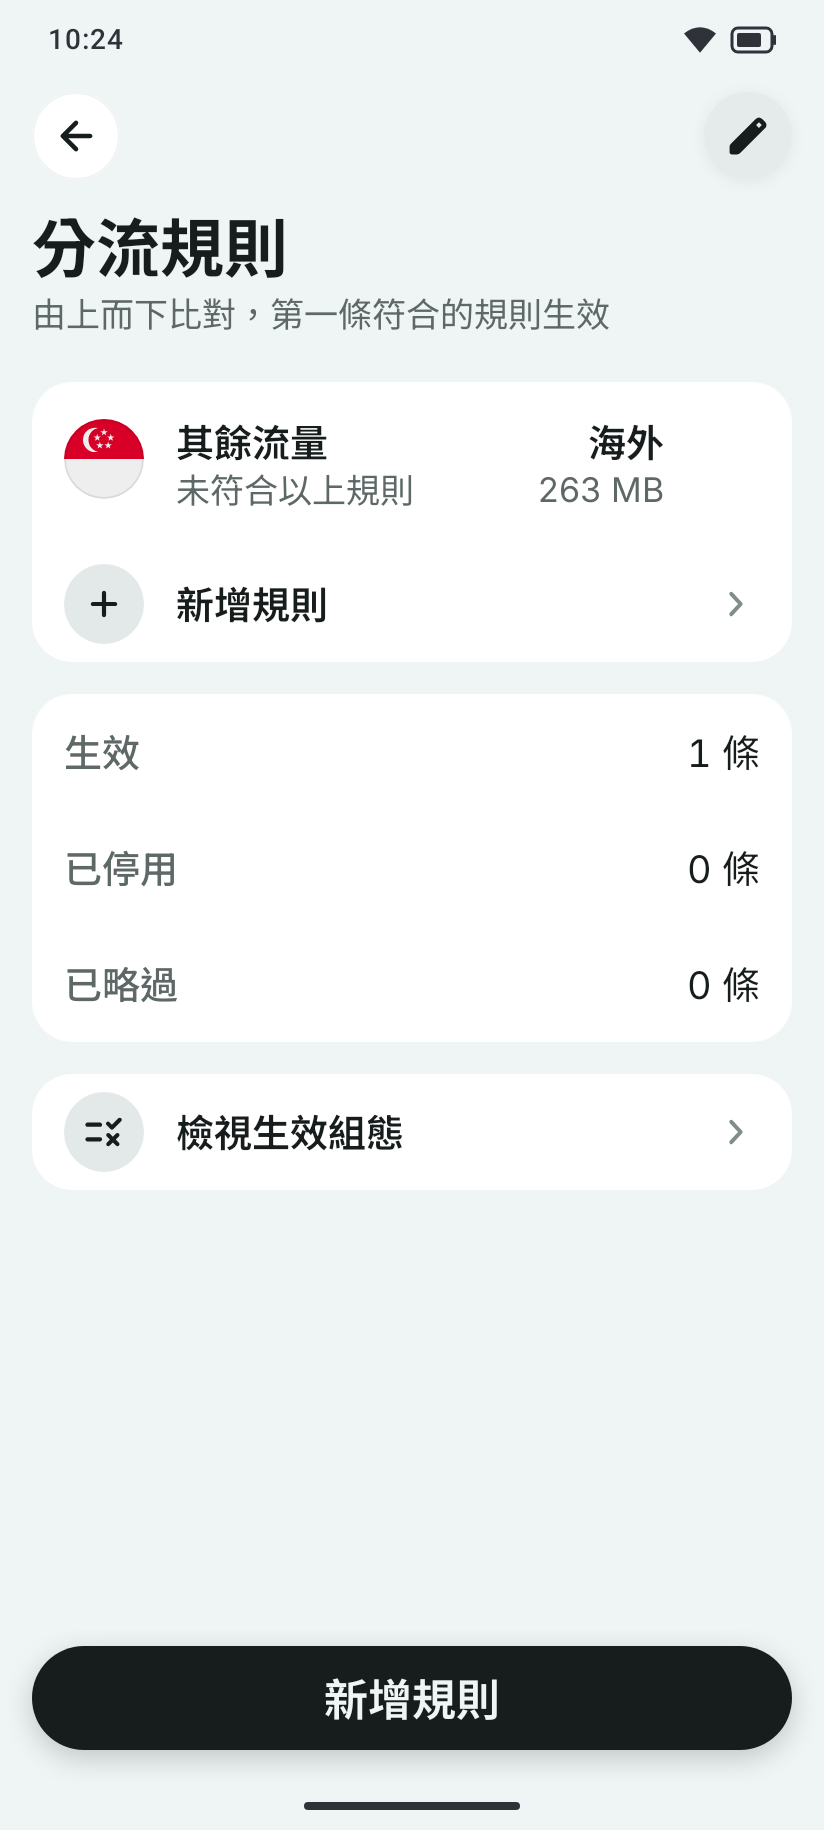 10:24
分流規則
由上而下比對，第一條符合的規則生效
其餘流量
海外
未符合以上規則
263 MB
新增規則
生效
1 條
已停用
0 條
已略過
0 條
檢視生效組態
新增規則